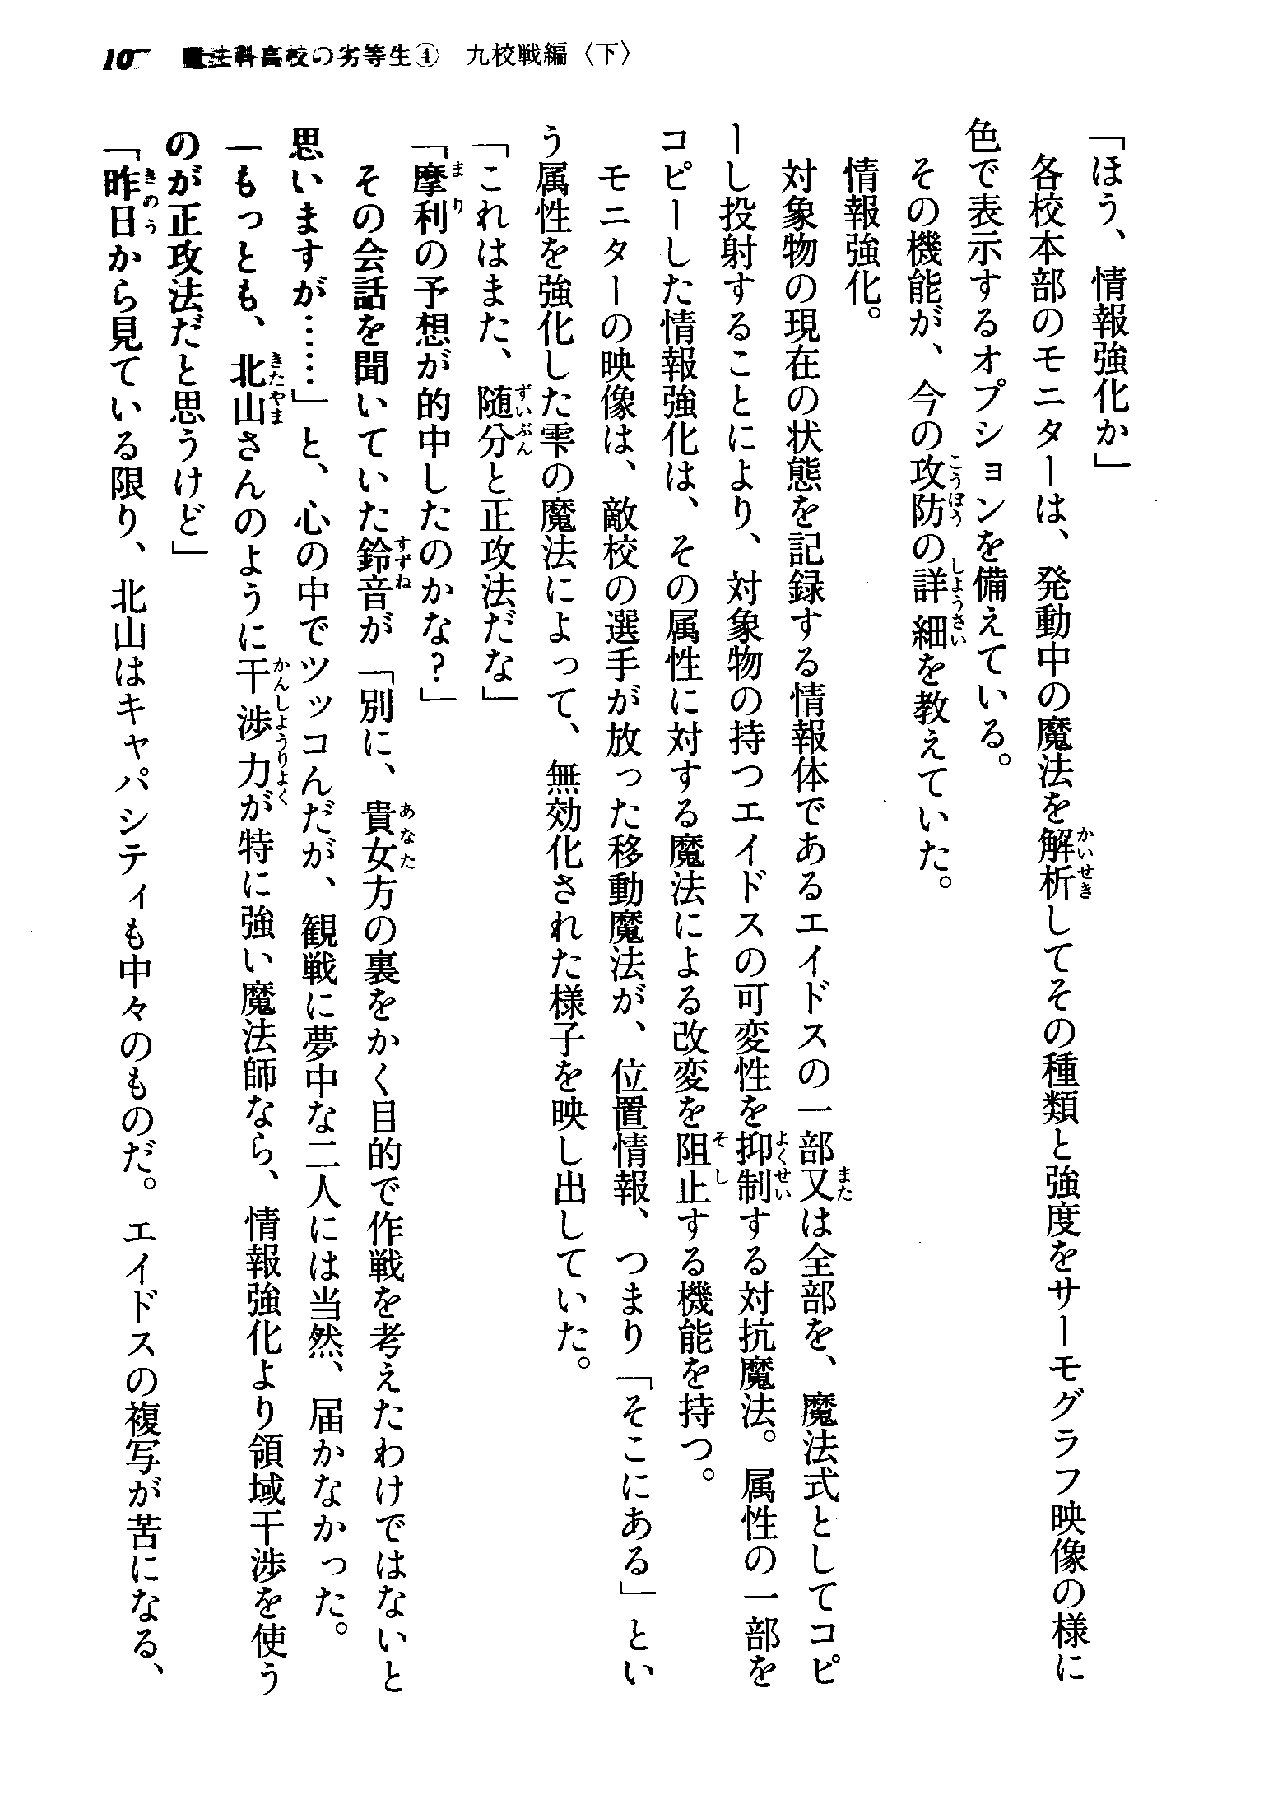 魔法科高校の劣等生④ 九校戦編〈下〉
「ほう、情報強化か」
各校本部のモニターは、発動中の魔法を解析してその種類と強度をサーモグラフ映像の様に
色で表示するオプションを備えている。
その機能が、今の攻防の詳細を教えていた。
情報強化。
対象物の現在の状態を記録する情報体であるエイドスの一部又は全部を、魔法式としてコピ
ーし投射することにより、対象物の持つエイドスの可変性を抑制する対抗魔法。属性の一部を
コピーした情報強化は、その属性に対する魔法による改変を阻止する機能を持つ。
モニターの映像は、敵校の選手が放った移動魔法が、位置情報、つまり「そこにある」とい
う属性を強化した雫の魔法によって、無効化された様子を映し出していた。
「これはまた、随分と正攻法だな」
「摩利の予想が的中したのかな?」
その会話を聞いていた鈴音が「別に、貴女方の裏をかく目的で作戦を考えたわけではないと
思いますが……」と、心の中でツッコんだが、観戦に夢中な二人には当然、届かなかった。
「もっとも、北山さんのように干渉力が特に強い魔法師なら、情報強化より領域干渉を使う
のが正攻法だと思うけど」
「昨日から見ている限り、北山はキャパシティも中々のものだ。エイドスの複写が苦になる、